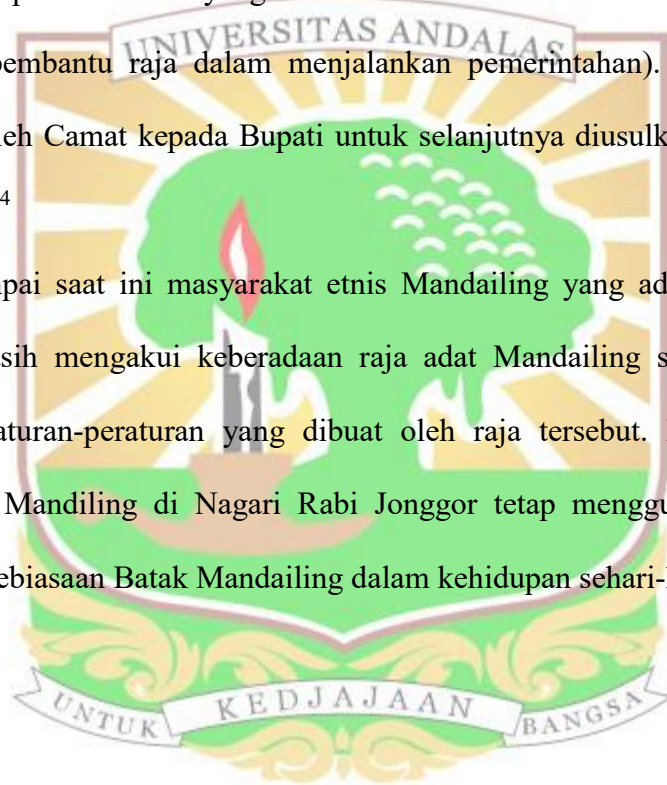 UNIVERSITAS ANDALAS
pembantu raja dalam menjalankan pemerintahan).
leh Camat kepada Bupati untuk selanjutnya diusulk
4
pai saat ini masyarakat etnis Mandailing yang ad
sih mengakui keberadaan raja adat Mandailing s
aturan-peraturan yang dibuat oleh raja tersebut.
Mandiling di Nagari Rabi Jonggor tetap menggu
ebiasaan Batak Mandailing dalam kehidupan sehari-
UNTUK KEDJAJAAN BANGSA